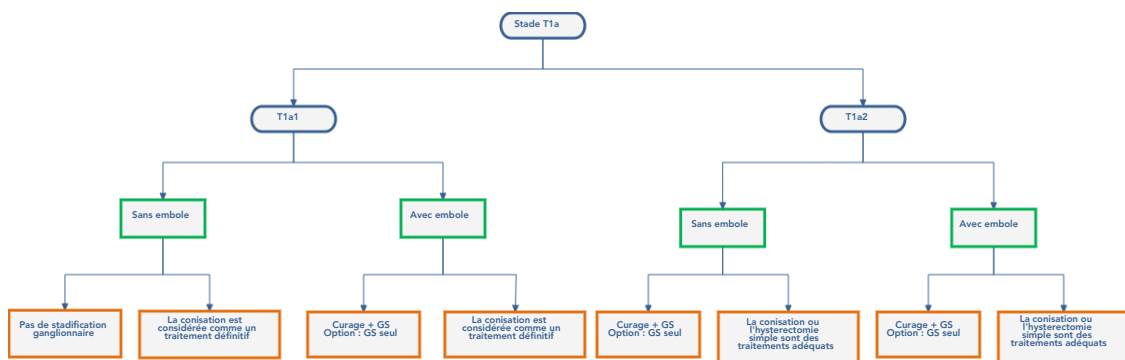 Stade T1a
T1a1
T1a2
Sans embole
Avec embole
Sans embole
Avec embole
Pas de stadification
ganglionnaire
La conisation est
considérée comme un
traitement définitif
Curage + GS
Option : GS seul
La conisation est
considérée comme un
traitement définitif
Curage + GS
Option : GS seul
La conisation ou
l'hysterectomie
simple sont des
traitements adéquats
Curage + GS
Option : GS seul
La conisation ou
l'hysterectomie
simple sont des
traitements adéquats